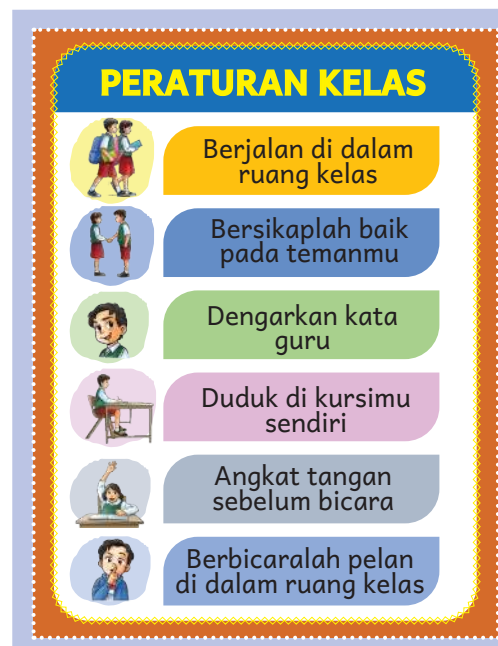 PERATURAN KELAS
Berjalan di dalam
ruang kelas
Bersikaplah baik
pada temanmu
Dengarkan kata
guru
Duduk di kursimu
sendiri
Angkat tangan
sebelum bicara
Berbicaralah pelan
di dalam ruang kelas